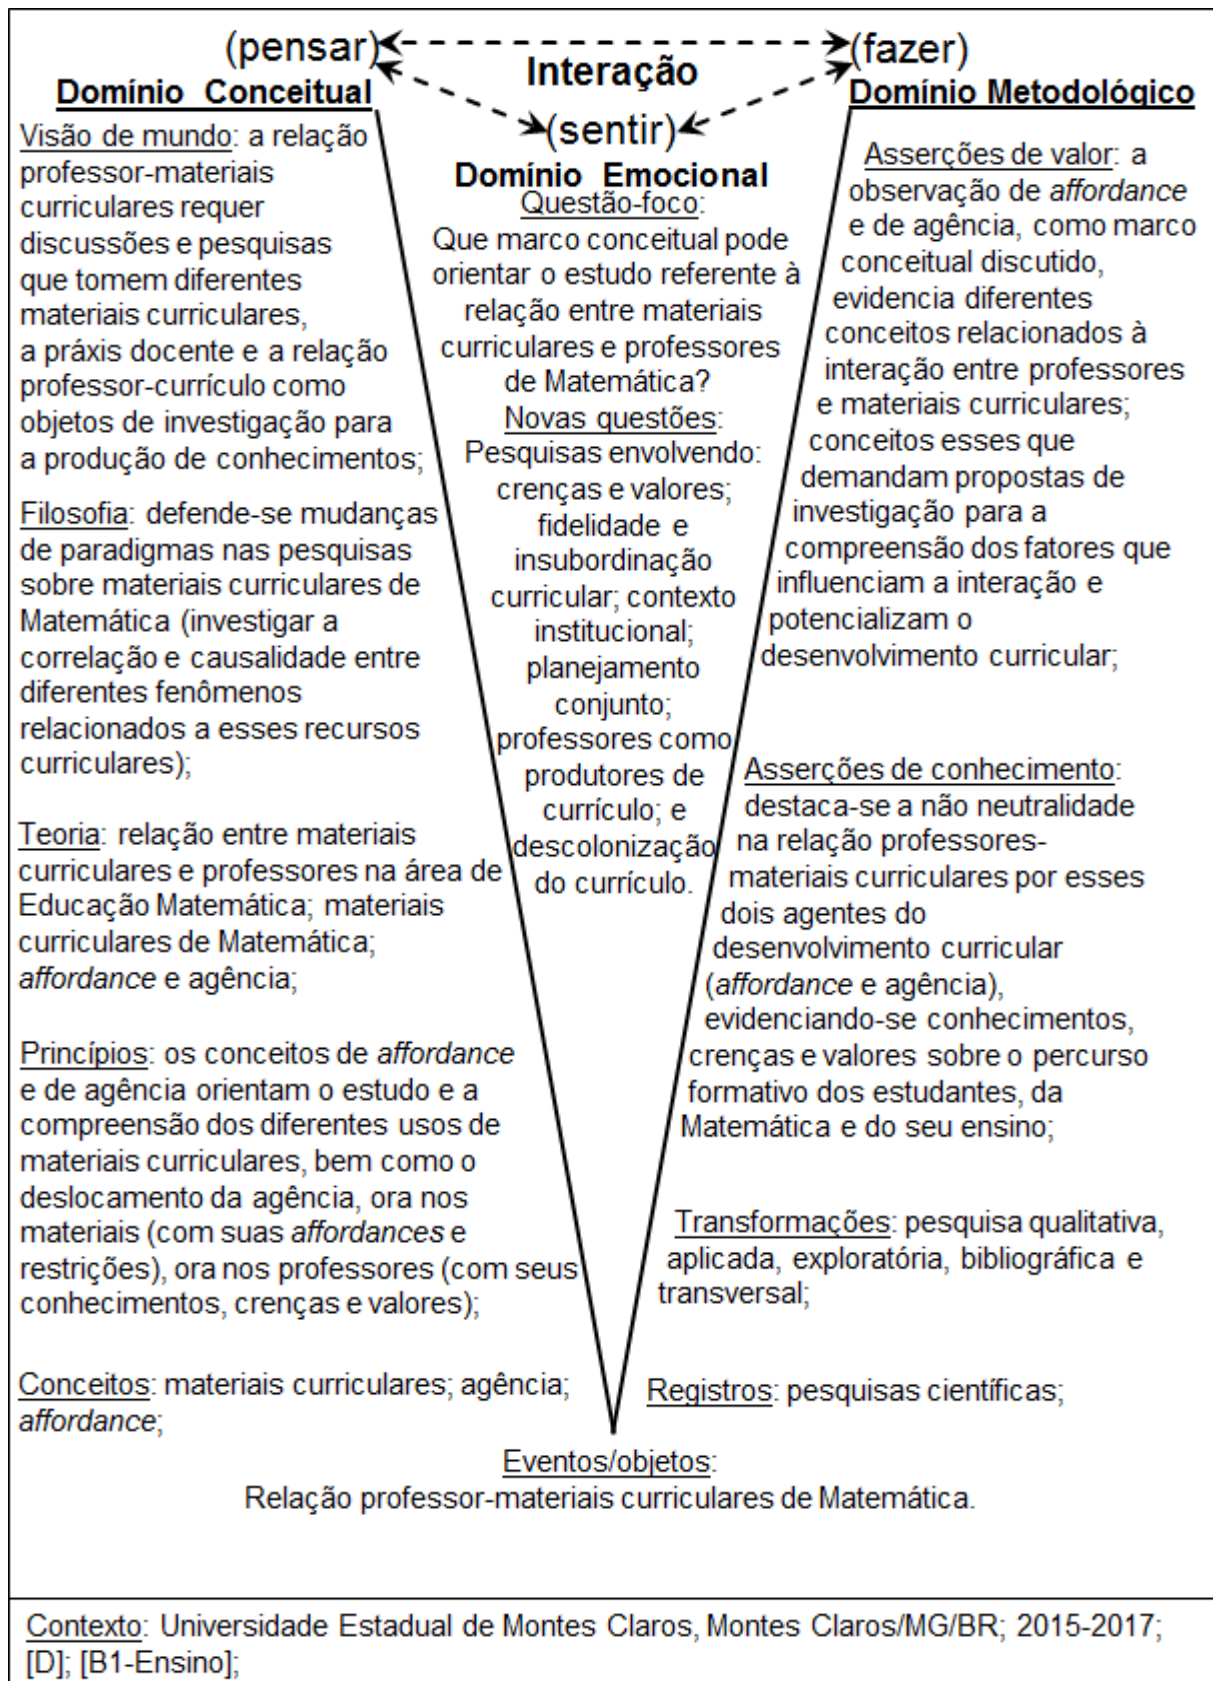 (pensar)
(fazer)
Interação
Domínio Conceitual
Domínio Metodológico
(sentir)
Domínio Emocional
Visão de mundo: a relação
professor-materiais
curriculares requer
discussões e pesquisas
que tomem diferentes
materiais curriculares,
a práxis docente e a relação
professor-currículo como
objetos de investigação para
a produção de conhecimentos;
Filosofia: defende-se mudanças
de paradigmas nas pesquisas
sobre materiais curriculares de
Matemática (investigar a
correlação e causalidade entre
diferentes fenômenos
relacionados a esses recursos
curriculares);
Teoria: relação entre materiais
curriculares e professores na área de
Educação Matemática; materiais
curriculares de Matemática;
affordance e agência;
Princípios: os conceitos de affordance
e de agência orientam o estudo e a
compreensão dos diferentes usos de
materiais curriculares, bem como o
deslocamento da agência, ora nos
materiais (com suas affordances e
restrições), ora nos professores (com seus
conhecimentos, crenças e valores);
Conceitos: materiais curriculares; agência;
affordance;
Questão-foco:
Que marco conceitual pode
orientar o estudo referente à
relação entre materiais
curriculares e professores
de Matemática?
Novas questões:
Pesquisas envolvendo:
crenças e valores;
fidelidade e
insubordinação
curricular; contexto
institucional;
planejamento
conjunto;
professores como
produtores de
currículo; e
descolonização
do currículo.
Asserções de valor: a
observação de affordance
e de agência, como marco
conceitual discutido,
evidencia diferentes
conceitos relacionados à
interação entre professores
e materiais curriculares;
conceitos esses que
demandam propostas de
investigação para a
compreensão dos fatores que
influenciam a interação e
potencializam o
desenvolvimento curricular;
Asserções de conhecimento:
destaca-se a não neutralidade
na relação professores-
materiais curriculares por esses
dois agentes do
desenvolvimento curricular
(affordance e agência),
evidenciando-se conhecimentos,
crenças e valores sobre o percurso
formativo dos estudantes, da
Matemática e do seu ensino;
Transformações: pesquisa qualitativa,
aplicada, exploratória, bibliográfica e
transversal;
Registros: pesquisas científicas;
Eventos/objetos:
Relação professor-materiais curriculares de Matemática.
Contexto: Universidade Estadual de Montes Claros, Montes Claros/MG/BR; 2015-2017;
[D]; [B1-Ensino];